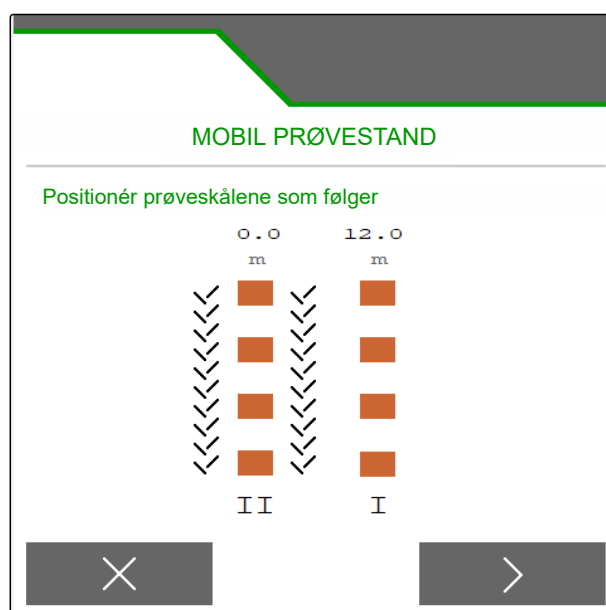 MOBIL PRØVESTAND
Positionér prøveskålene som følger
0.0 12.0
m m
II I